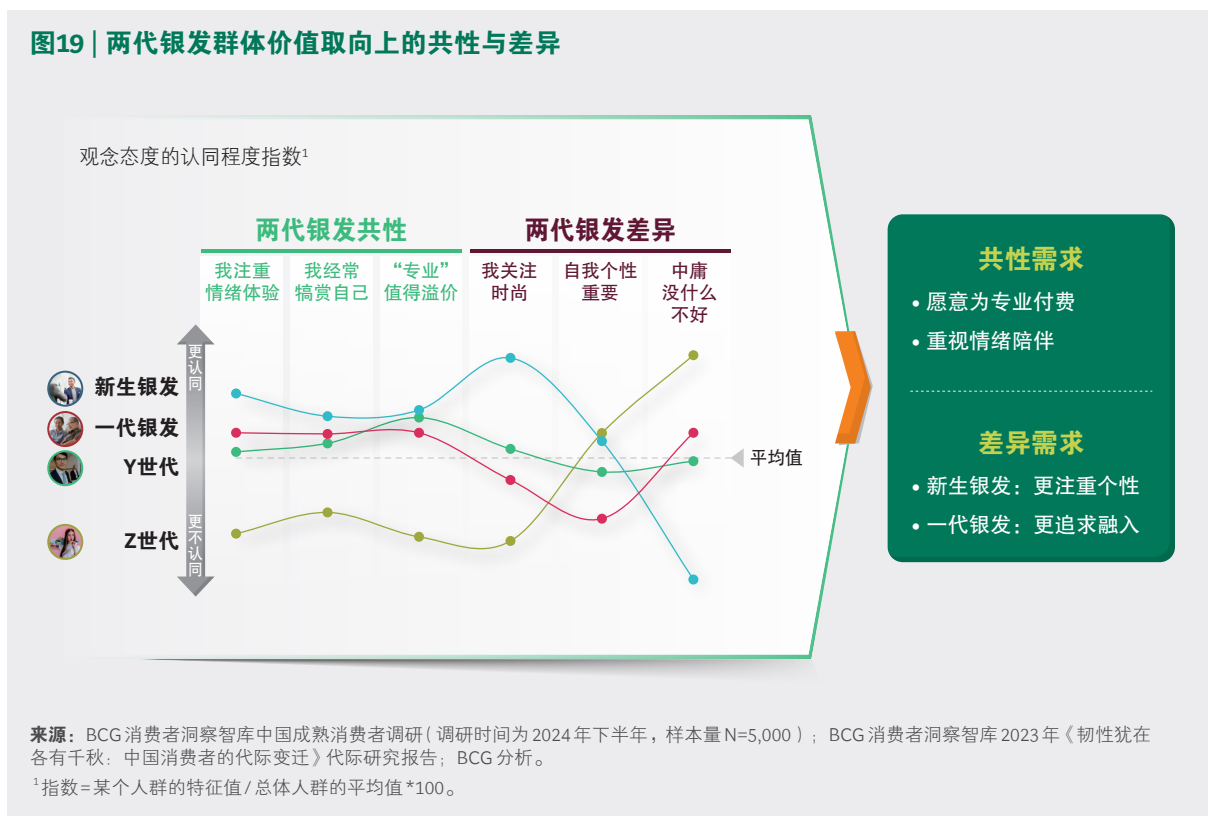 图19 | 两代银发群体价值取向上的共性与差异
观念态度的认同程度指数1
两代银发共性
两代银发差异
我注重
情绪体验
我经常
犒赏自己
“专业”
值得溢价
我关注
时尚
自我个性
重要
中庸
没什么
不好
更认同
更不认同
新生银发
一代银发
Y世代
Z世代
平均值
共性需求
• 愿意为专业付费
• 重视情绪陪伴
差异需求
• 新生银发：更注重个性
• 一代银发：更追求融入
来源：BCG消费者洞察智库中国成熟消费者调研（调研时间为2024年下半年，样本量N=5,000）；BCG消费者洞察智库2023年《韧性犹在
各有千秋：中国消费者的代际变迁》代际研究报告；BCG分析。
1指数=某个人群的特征值/总体人群的平均值*100。